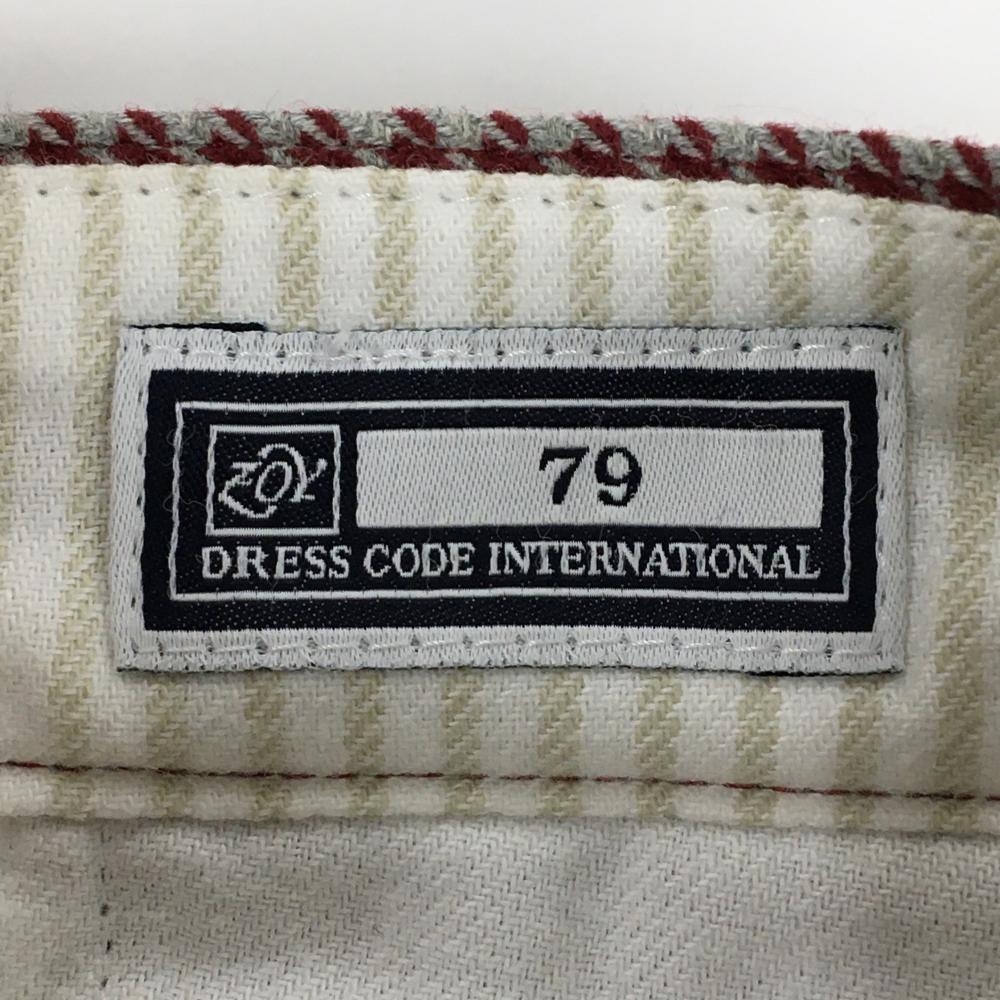 ZOY
79
DRESS CODE INTERNATIONAL